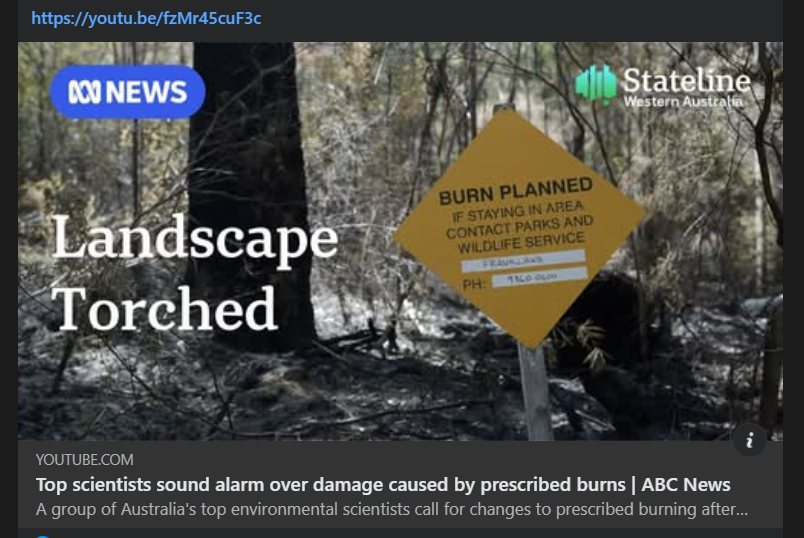 https://youtu.be/fzMr45cuF3c
NEWS
Stateline
Western Australia
BURN PLANNED
IF STAYING IN AREA
CONTACT PARKS AND
WILDLIFE SERVICE
FRANKLAND
PH:
Landscape
Torched
i
YOUTUBE.COM
Top scientists sound alarm over damage caused by prescribed burns | ABC News
A group of Australia's top environmental scientists call for changes to prescribed burning after...